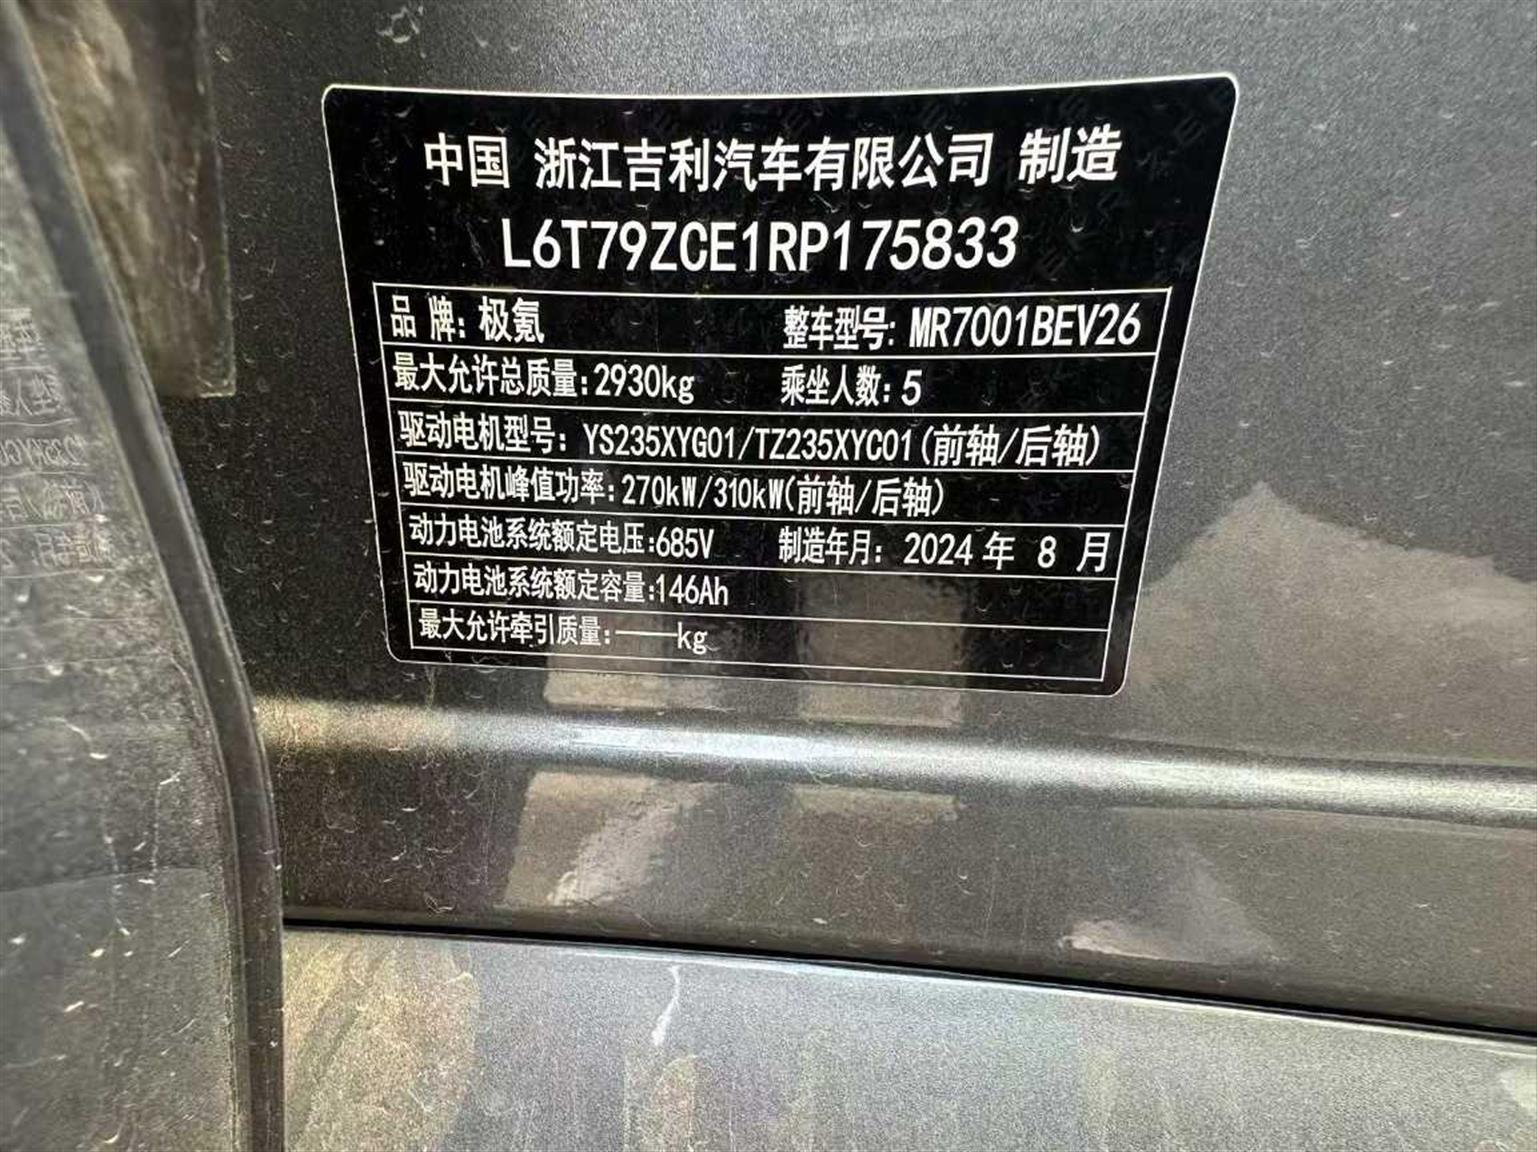 中国 浙江吉利汽车有限公司 制造
L6T79ZCE1RP175833
品 牌: 极氪 整车型号: MR7001BEV26
最大允许总质量: 2930kg 乘坐人数: 5
驱动电机型号: YS235XYG01/TZ235XYC01(前轴/后轴)
驱动电机峰值功率: 270kW/310kW(前轴/后轴)
动力电池系统额定电压: 685V 制造年月: 2024 年 8 月
动力电池系统额定容量: 146Ah
最大允许牵引质量: ——kg